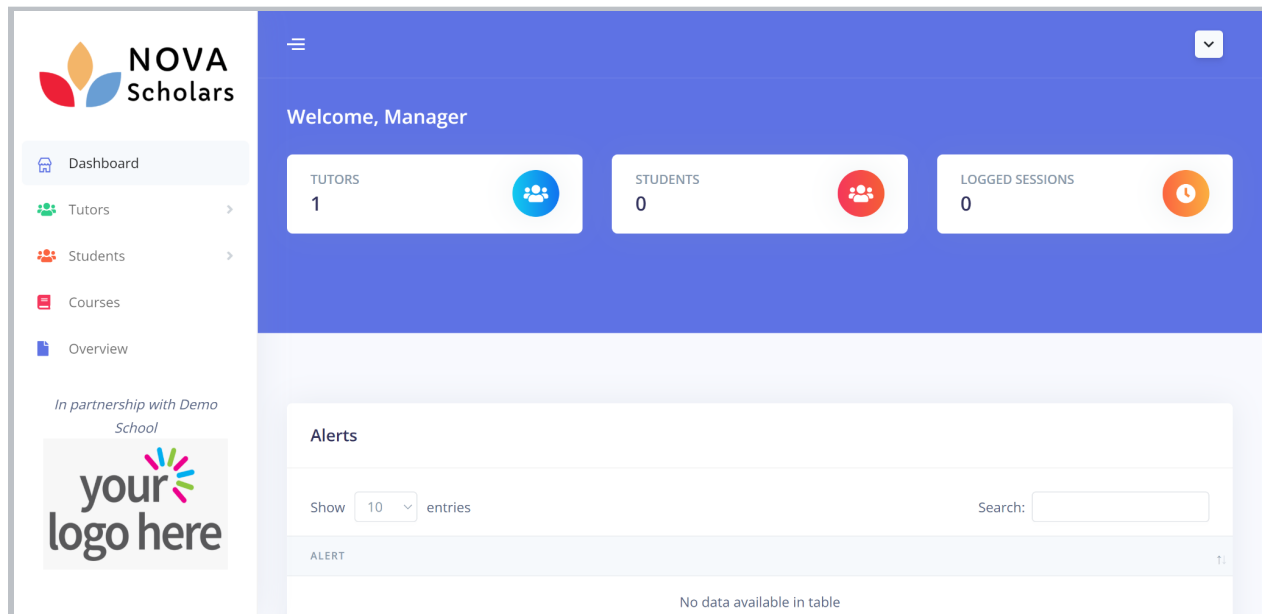 NOVA
Scholars
Dashboard
Tutors
Students
Courses
Overview
In partnership with Demo
School
your
logo here
Welcome, Manager
TUTORS
1
STUDENTS
0
LOGGED SESSIONS
0
Alerts
Show 10 entries
Search:
ALERT
No data available in table